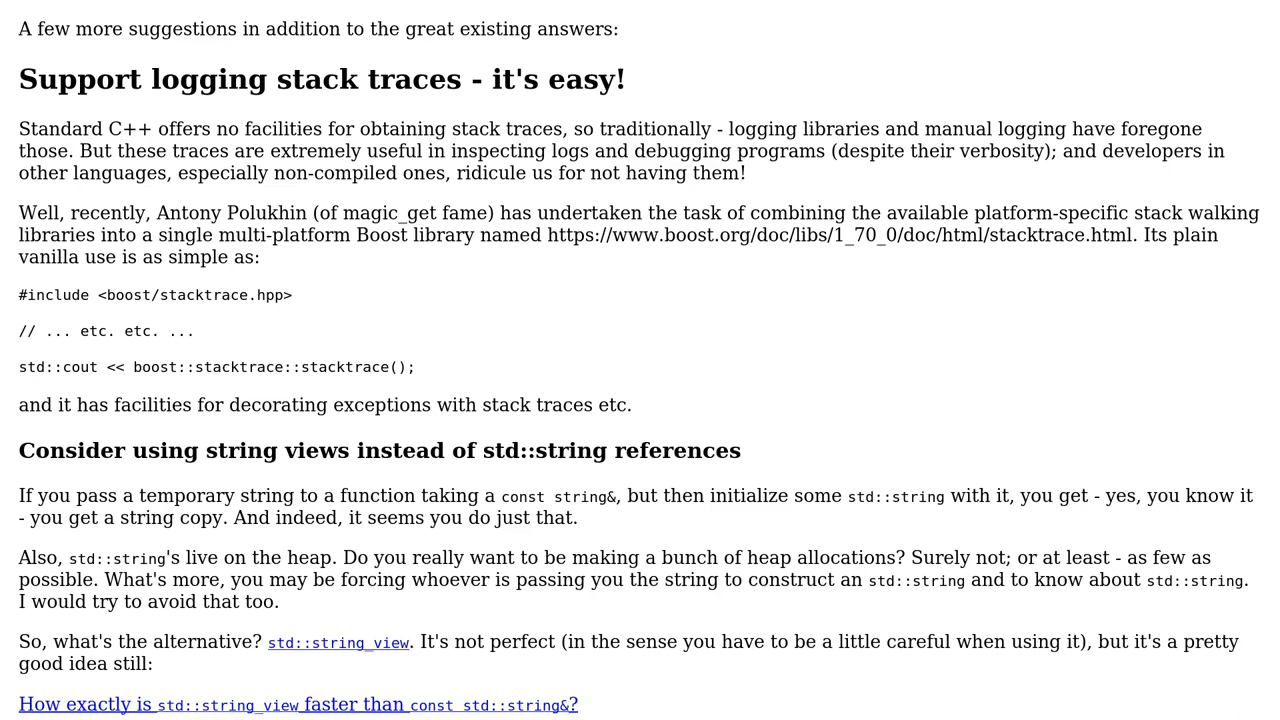 A few more suggestions in addition to the great existing answers:
Support logging stack traces - it's easy!
Standard C++ offers no facilities for obtaining stack traces, so traditionally - logging libraries and manual logging have foregone
those. But these traces are extremely useful in inspecting logs and debugging programs (despite their verbosity); and developers in
other languages, especially non-compiled ones, ridicule us for not having them!
Well, recently, Antony Polukhin (of magic_get fame) has undertaken the task of combining the available platform-specific stack walking
libraries into a single multi-platform Boost library named https://www.boost.org/doc/libs/1_70_0/doc/html/stacktrace.html. Its plain
vanilla use is as simple as:
#include <boost/stacktrace.hpp>
// ... etc. etc. ...
std::cout << boost::stacktrace::stacktrace();
and it has facilities for decorating exceptions with stack traces etc.
Consider using string views instead of std::string references
If you pass a temporary string to a function taking a const string&, but then initialize some std::string with it, you get - yes, you know it
- you get a string copy. And indeed, it seems you do just that.
Also, std::string's live on the heap. Do you really want to be making a bunch of heap allocations? Surely not; or at least - as few as
possible. What's more, you may be forcing whoever is passing you the string to construct an std::string and to know about std::string.
I would try to avoid that too.
So, what's the alternative? std::string_view. It's not perfect (in the sense you have to be a little careful when using it), but it's a pretty
good idea still:
How exactly is std::string_view faster than const std::string&?